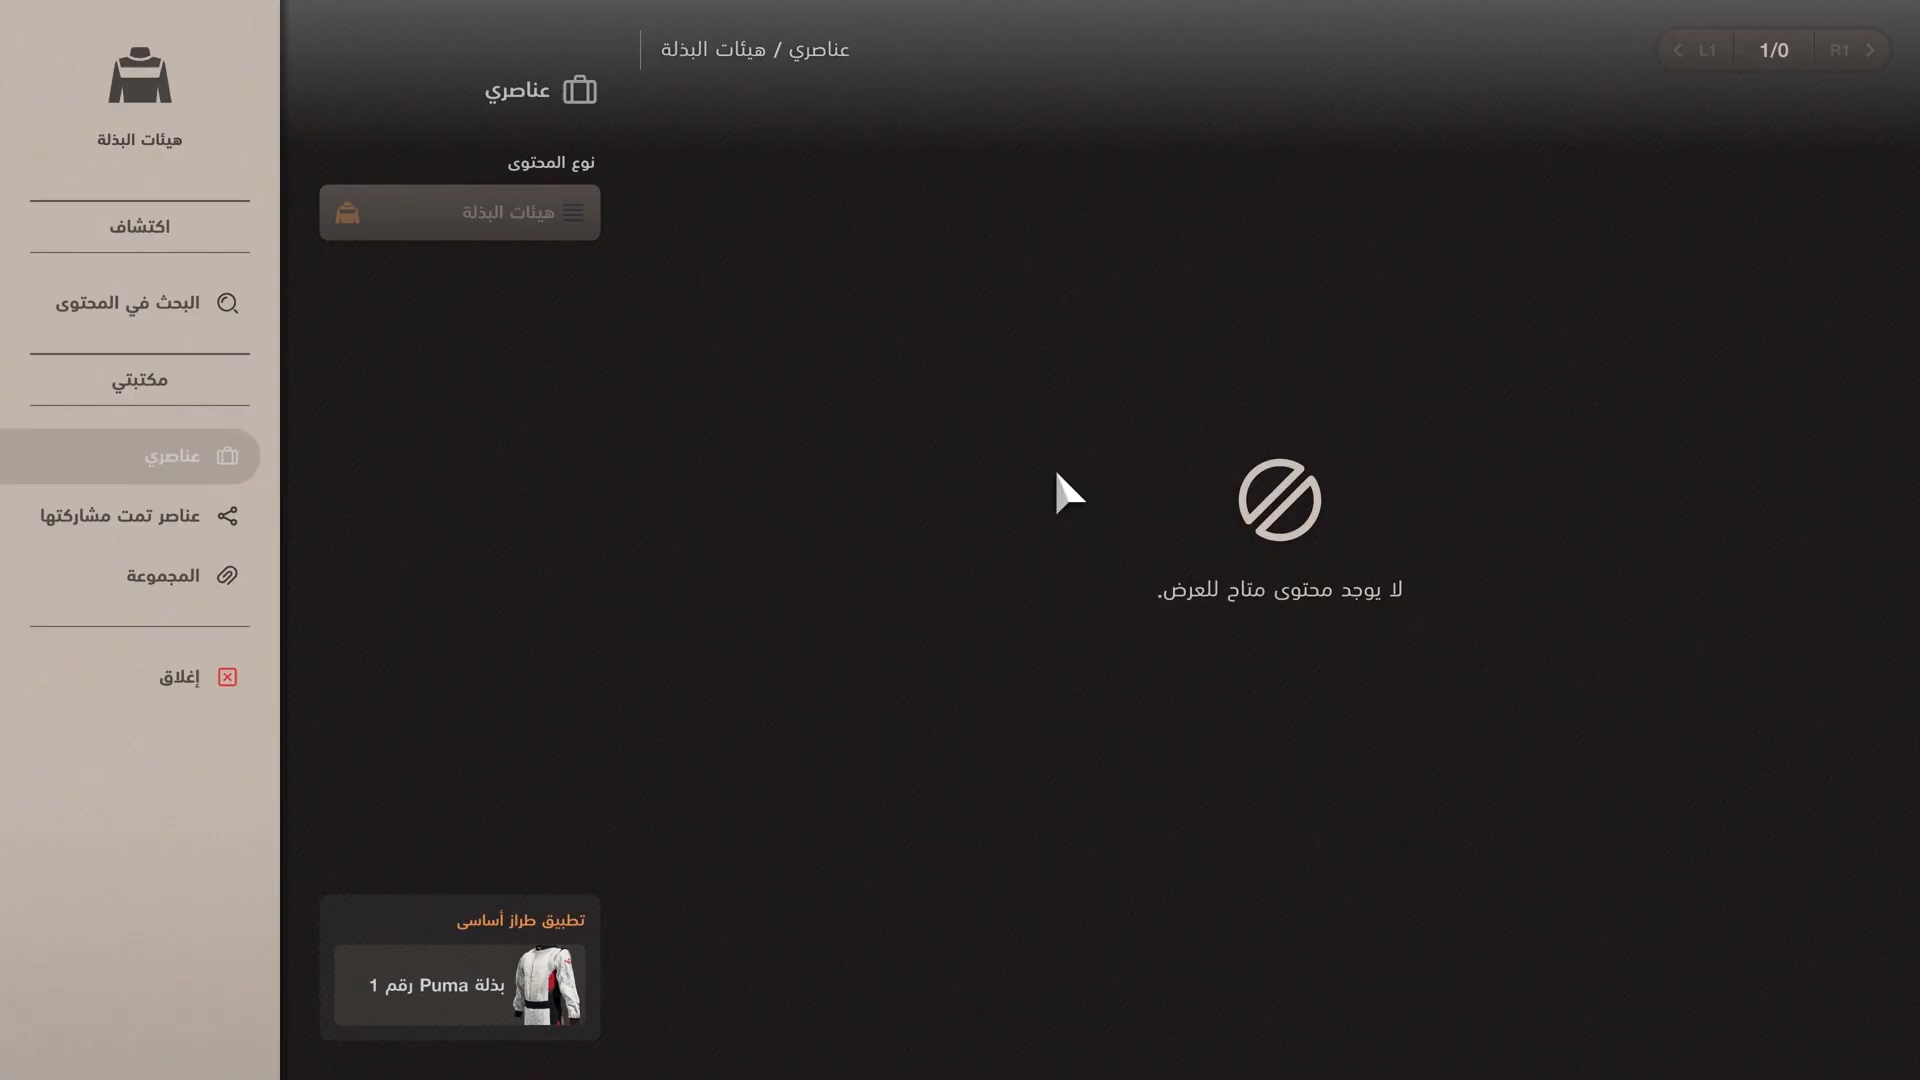 هيئات البذلة
اكتشاف
البحث في المحتوى
مكتبتي
عناصري
عناصر تمت مشاركتها
المجموعة
إغلاق
عناصري
نوع المحتوى
هيئات البذلة
تطبيق طراز أساسي
بذلة Puma رقم 1
عناصري / هيئات البذلة
L1
1/0
R1
لا يوجد محتوى متاح للعرض.